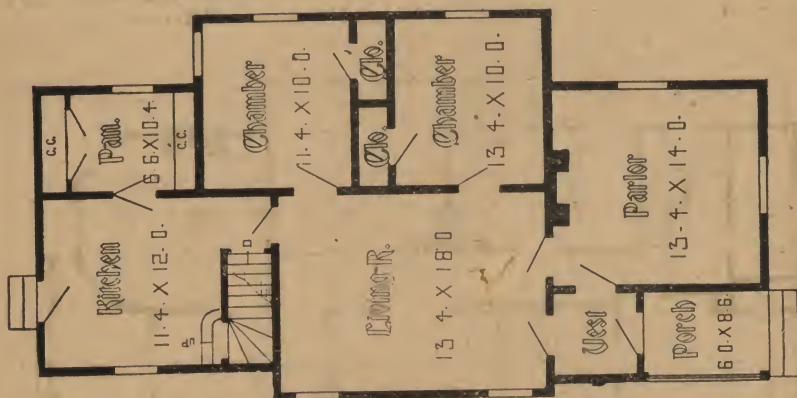 C.C.
Pan.
6.6. X 10.4.
C.C.
Kitchen
11.4. X 12.0.
D
Chamber
11.4. X 10.0.
Clo.
Clo.
Chamber
13.4. X 10.0.
Living-R.
13.4. X 18 0
Parlor
13-4. X 14.0.
Vest
Porch
6 0. X 8.6.